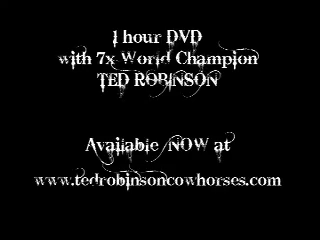 1 hour DVD
with 7x World Champion
TED ROBINSON
Available NOW at
www.tedrobinsoncowhorses.com